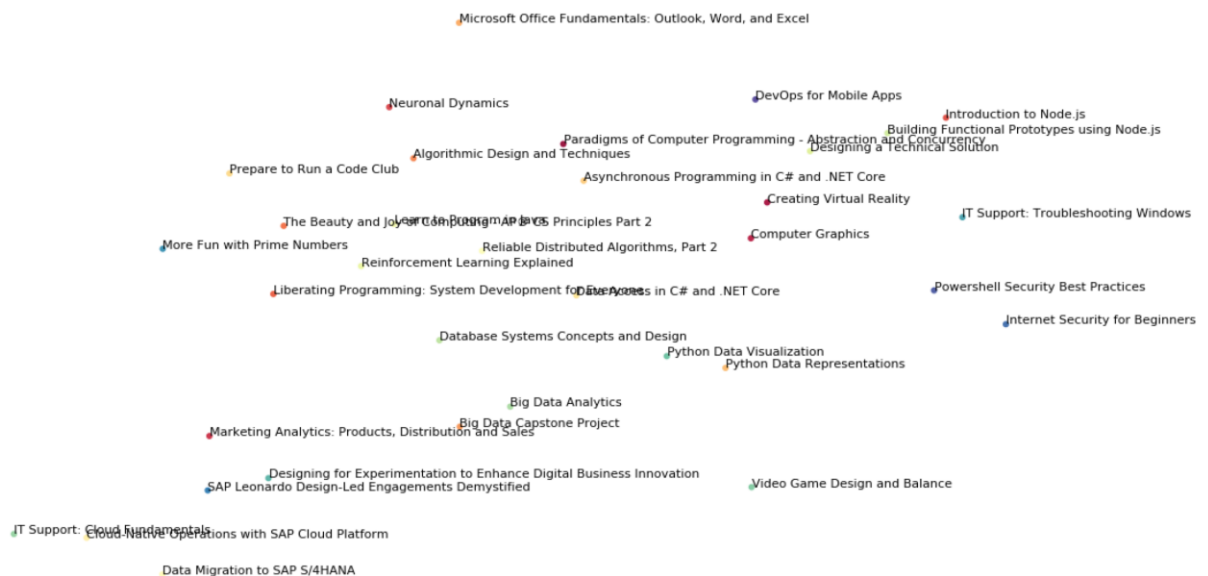 Microsoft Office Fundamentals: Outlook, Word, and Excel
DevOps for Mobile Apps
Neuronal Dynamics
Introduction to Node.js
Building Functional Prototypes using Node.js
Paradigms of Computer Programming - Abstraction and Concurrency
Designing a Technical Solution
Algorithmic Design and Techniques
Prepare to Run a Code Club
Asynchronous Programming in C# and .NET Core
Creating Virtual Reality
IT Support: Troubleshooting Windows
Learn to Program in Java
The Beauty and Joy of Computing - AP® CS Principles Part 2
Computer Graphics
More Fun with Prime Numbers
Reliable Distributed Algorithms, Part 2
Reinforcement Learning Explained
Powershell Security Best Practices
Liberating Programming: System Development for Everyone
Data Access in C# and .NET Core
Internet Security for Beginners
Database Systems Concepts and Design
Python Data Visualization
Python Data Representations
Big Data Analytics
Big Data Capstone Project
Marketing Analytics: Products, Distribution and Sales
Designing for Experimentation to Enhance Digital Business Innovation
Video Game Design and Balance
SAP Leonardo Design-Led Engagements Demystified
IT Support: Cloud Fundamentals
Cloud-Native Operations with SAP Cloud Platform
Data Migration to SAP S/4HANA